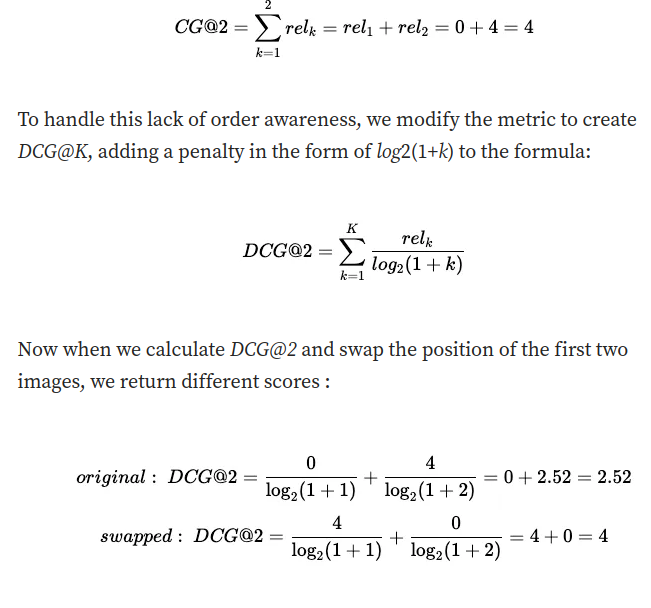 CG@2 = \sum_{k=1}^{2} rel_k = rel_1 + rel_2 = 0 + 4 = 4
To handle this lack of order awareness, we modify the metric to create
DCG@K, adding a penalty in the form of log2(1+k) to the formula:
DCG@2 = \sum_{k=1}^{K} \frac{rel_k}{log_2(1 + k)}
Now when we calculate DCG@2 and swap the position of the first two
images, we return different scores :
original : DCG@2 = \frac{0}{\log_2(1 + 1)} + \frac{4}{\log_2(1 + 2)} = 0 + 2.52 = 2.52
swapped : DCG@2 = \frac{4}{\log_2(1 + 1)} + \frac{0}{\log_2(1 + 2)} = 4 + 0 = 4